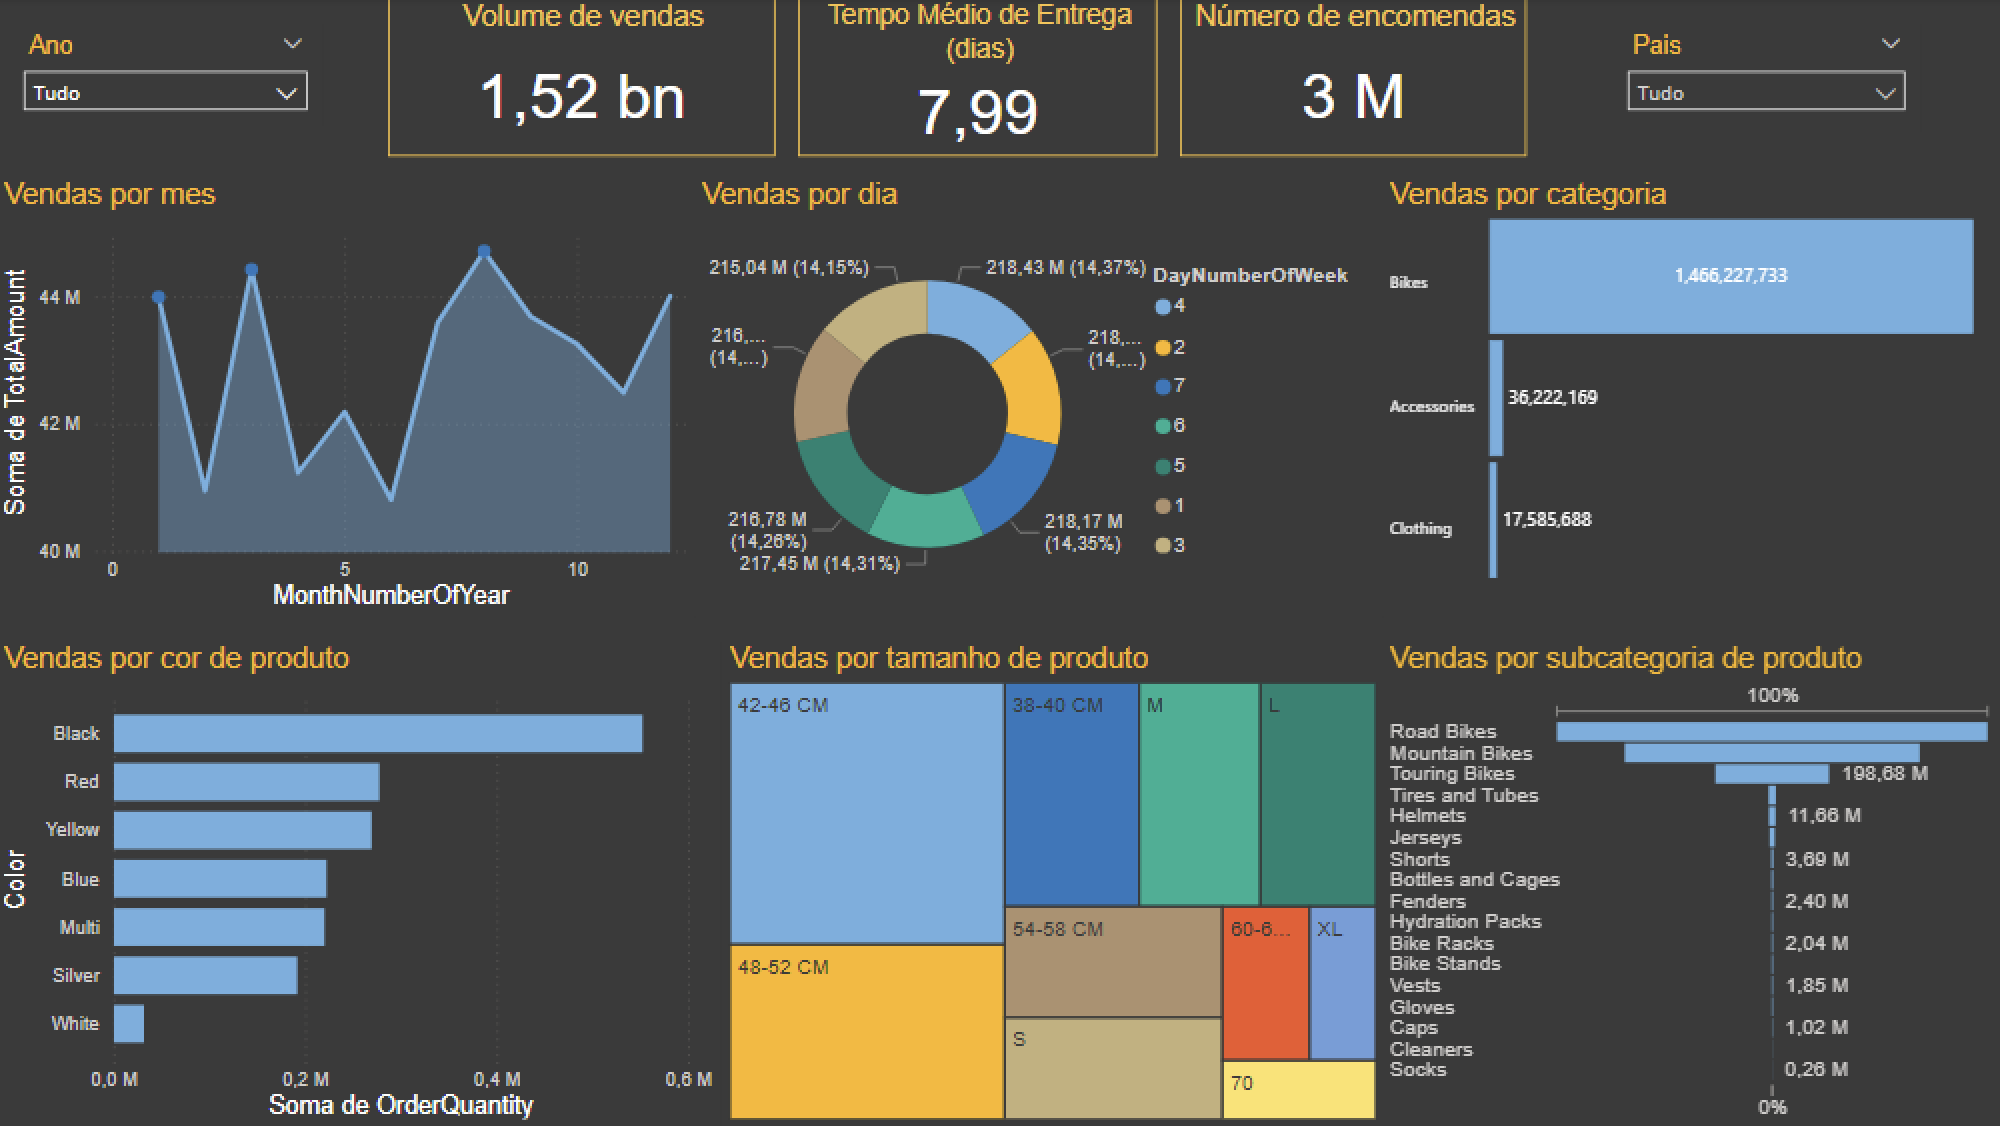 Ano
Tudo
Volume de vendas
1,52 bn
Tempo Médio de Entrega
(dias)
7,99
Número de encomendas
3 M
Pais
Tudo
Vendas por mes
Soma de TotalAmount
44 M
42 M
40 M
0
5
10
MonthNumberOfYear
Vendas por dia
215,04 M (14,15%)
218,43 M (14,37%)
216,...
(14,...)
218,...
(14,...)
216,78 M
(14,26%)
218,17 M
(14,35%)
217,45 M (14,31%)
DayNumberOfWeek
4
2
7
6
5
1
3
Vendas por categoria
Bikes
1,466,227,733
Accessories
36,222,169
Clothing
17,585,688
Vendas por cor de produto
Color
Black
Red
Yellow
Blue
Multi
Silver
White
0,0 M
0,2 M
0,4 M
0,6 M
Soma de OrderQuantity
Vendas por tamanho de produto
42-46 CM
38-40 CM
M
L
48-52 CM
54-58 CM
60-6...
XL
S
70
Vendas por subcategoria de produto
100%
Road Bikes
Mountain Bikes
Touring Bikes
198,68 M
Tires and Tubes
Helmets
11,66 M
Jerseys
Shorts
3,69 M
Bottles and Cages
Fenders
2,40 M
Hydration Packs
Bike Racks
2,04 M
Bike Stands
Vests
1,85 M
Gloves
Caps
1,02 M
Cleaners
Socks
0,26 M
0%